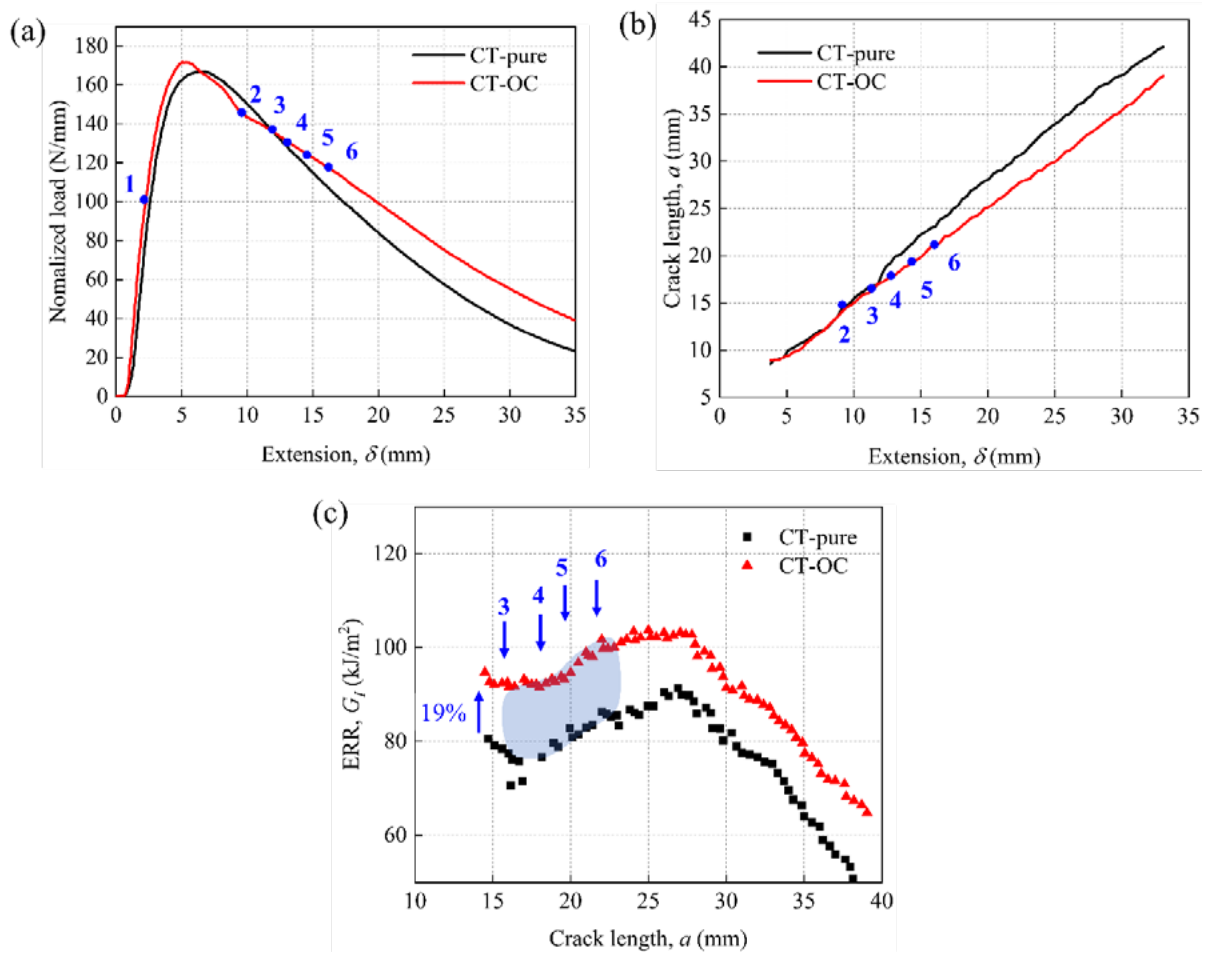 (a)
Nomalized load (N/mm)
180
160
140
120
100
80
60
40
20
0
0 5 10 15 20 25 30 35
Extension, δ (mm)
CT-pure
CT-OC
1
2
3
4
5
6
(b)
Crack length, a (mm)
45
40
35
30
25
20
15
10
5
0 5 10 15 20 25 30 35
Extension, δ (mm)
CT-pure
CT-OC
2
3
4
5
6
(c)
ERR, G_I (kJ/m²)
120
100
80
60
10 15 20 25 30 35 40
Crack length, a (mm)
CT-pure
CT-OC
3
4
5
6
19%